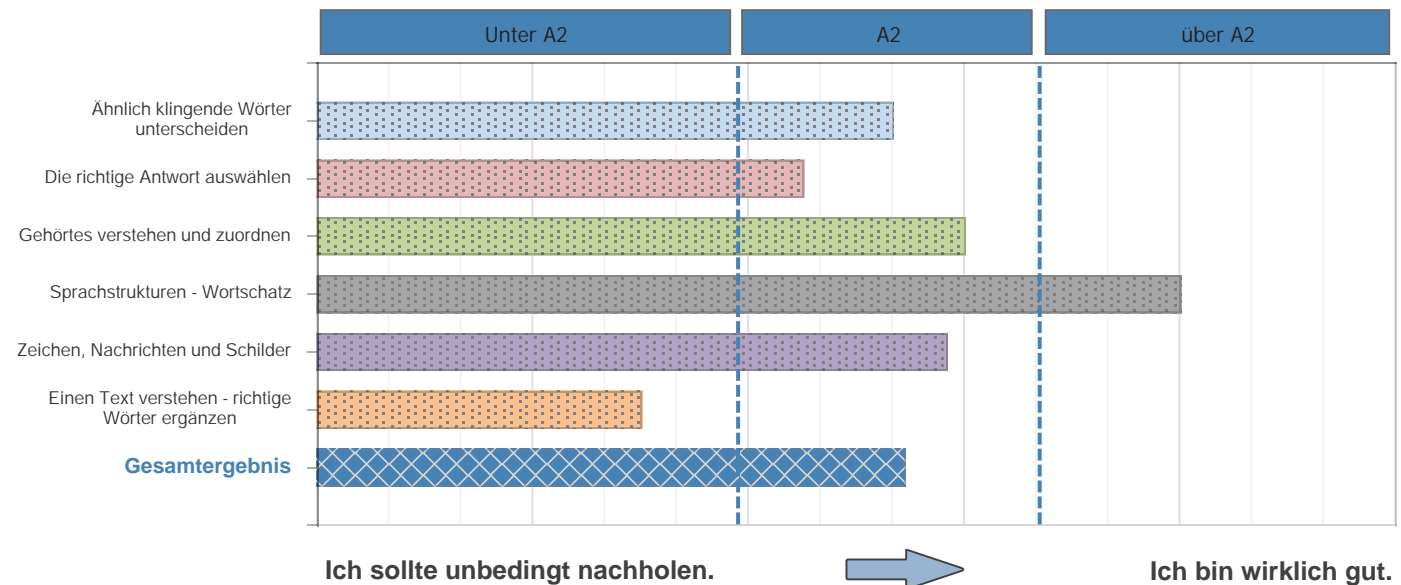 Unter A2
A2
über A2
Ähnlich klingende Wörter
unterscheiden
Die richtige Antwort auswählen
Gehörtes verstehen und zuordnen
Sprachstrukturen - Wortschatz
Zeichen, Nachrichten und Schilder
Einen Text verstehen - richtige
Wörter ergänzen
Gesamtergebnis
Ich sollte unbedingt nachholen.
Ich bin wirklich gut.